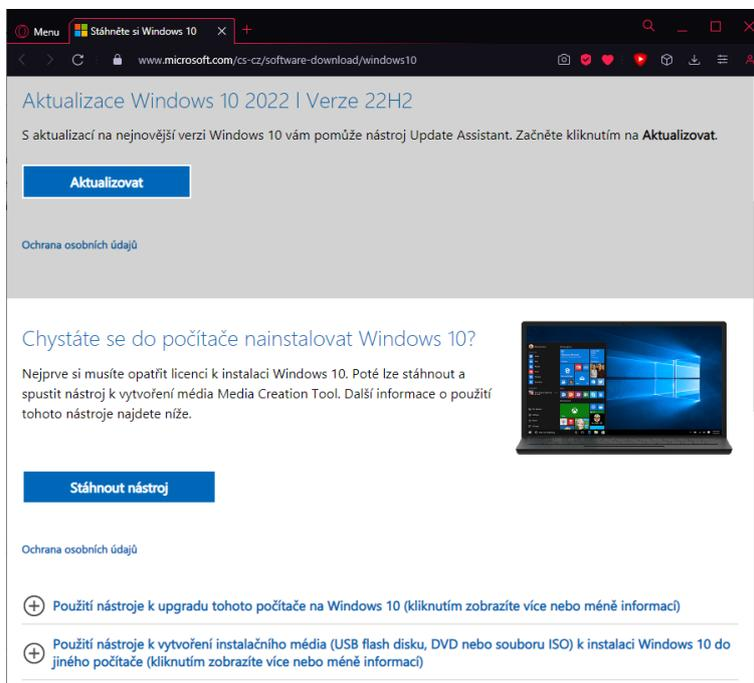 Menu
Stáhněte si Windows 10
www.microsoft.com/cs-cz/software-download/windows10
Aktualizace Windows 10 2022 l Verze 22H2
S aktualizací na nejnovější verzi Windows 10 vám pomůže nástroj Update Assistant. Začněte kliknutím na Aktualizovat.
Aktualizovat
Ochrana osobních údajů
Chystáte se do počítače nainstalovat Windows 10?
Nejprve si musíte opatřit licenci k instalaci Windows 10. Poté lze stáhnout a
spustit nástroj k vytvoření média Media Creation Tool. Další informace o použití
tohoto nástroje najdete níže.
Stáhnout nástroj
Ochrana osobních údajů
Použití nástroje k upgradu tohoto počítače na Windows 10 (kliknutím zobrazíte více nebo méně informací)
Použití nástroje k vytvoření instalačního média (USB flash disku, DVD nebo souboru ISO) k instalaci Windows 10 do
jiného počítače (kliknutím zobrazíte více nebo méně informací)